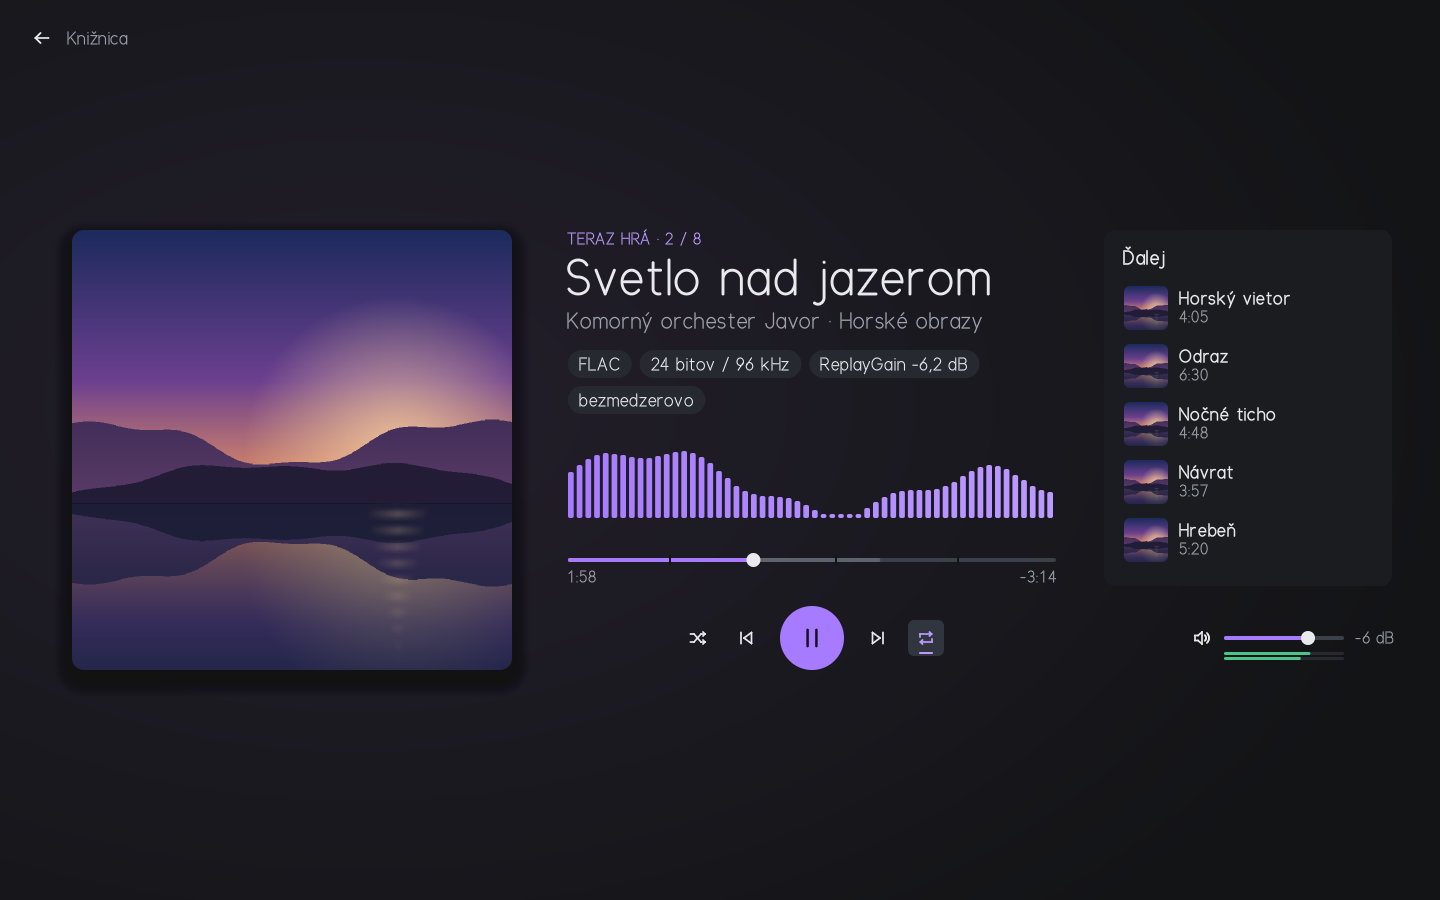 Knižnica
TERAZ HRÁ · 2 / 8
Svetlo nad jazerom
Komorný orchester Javor · Horské obrazy
FLAC
24 bitov / 96 kHz
ReplayGain -6,2 dB
bezmedzerovo
1:58
-3:14
Ďalej
Horský vietor
4:05
Odraz
6:30
Nočné ticho
4:48
Návrat
3:57
Hrebeň
5:20
-6 dB